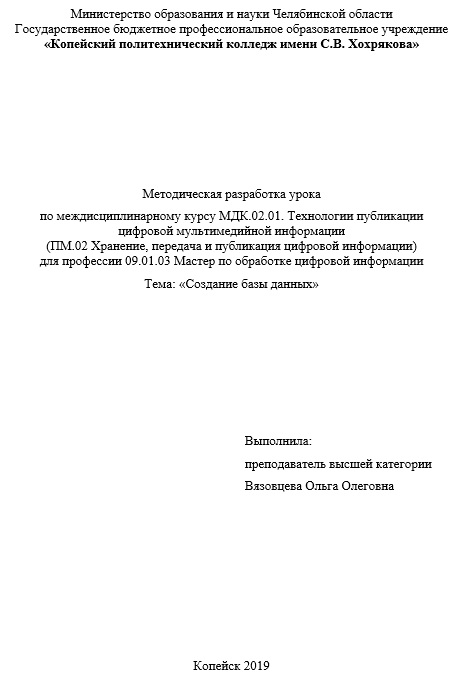 Министерство образования и науки Челябинской области
Государственное бюджетное профессиональное образовательное учреждение
«Копейский политехнический колледж имени С.В. Хохрякова»
Методическая разработка урока
по междисциплинарному курсу МДК.02.01. Технологии публикации
цифровой мультимедийной информации
(ПМ.02 Хранение, передача и публикация цифровой информации)
для профессии 09.01.03 Мастер по обработке цифровой информации
Тема: «Создание базы данных»
Выполнила:
преподаватель высшей категории
Вязовцева Ольга Олеговна
Копейск 2019